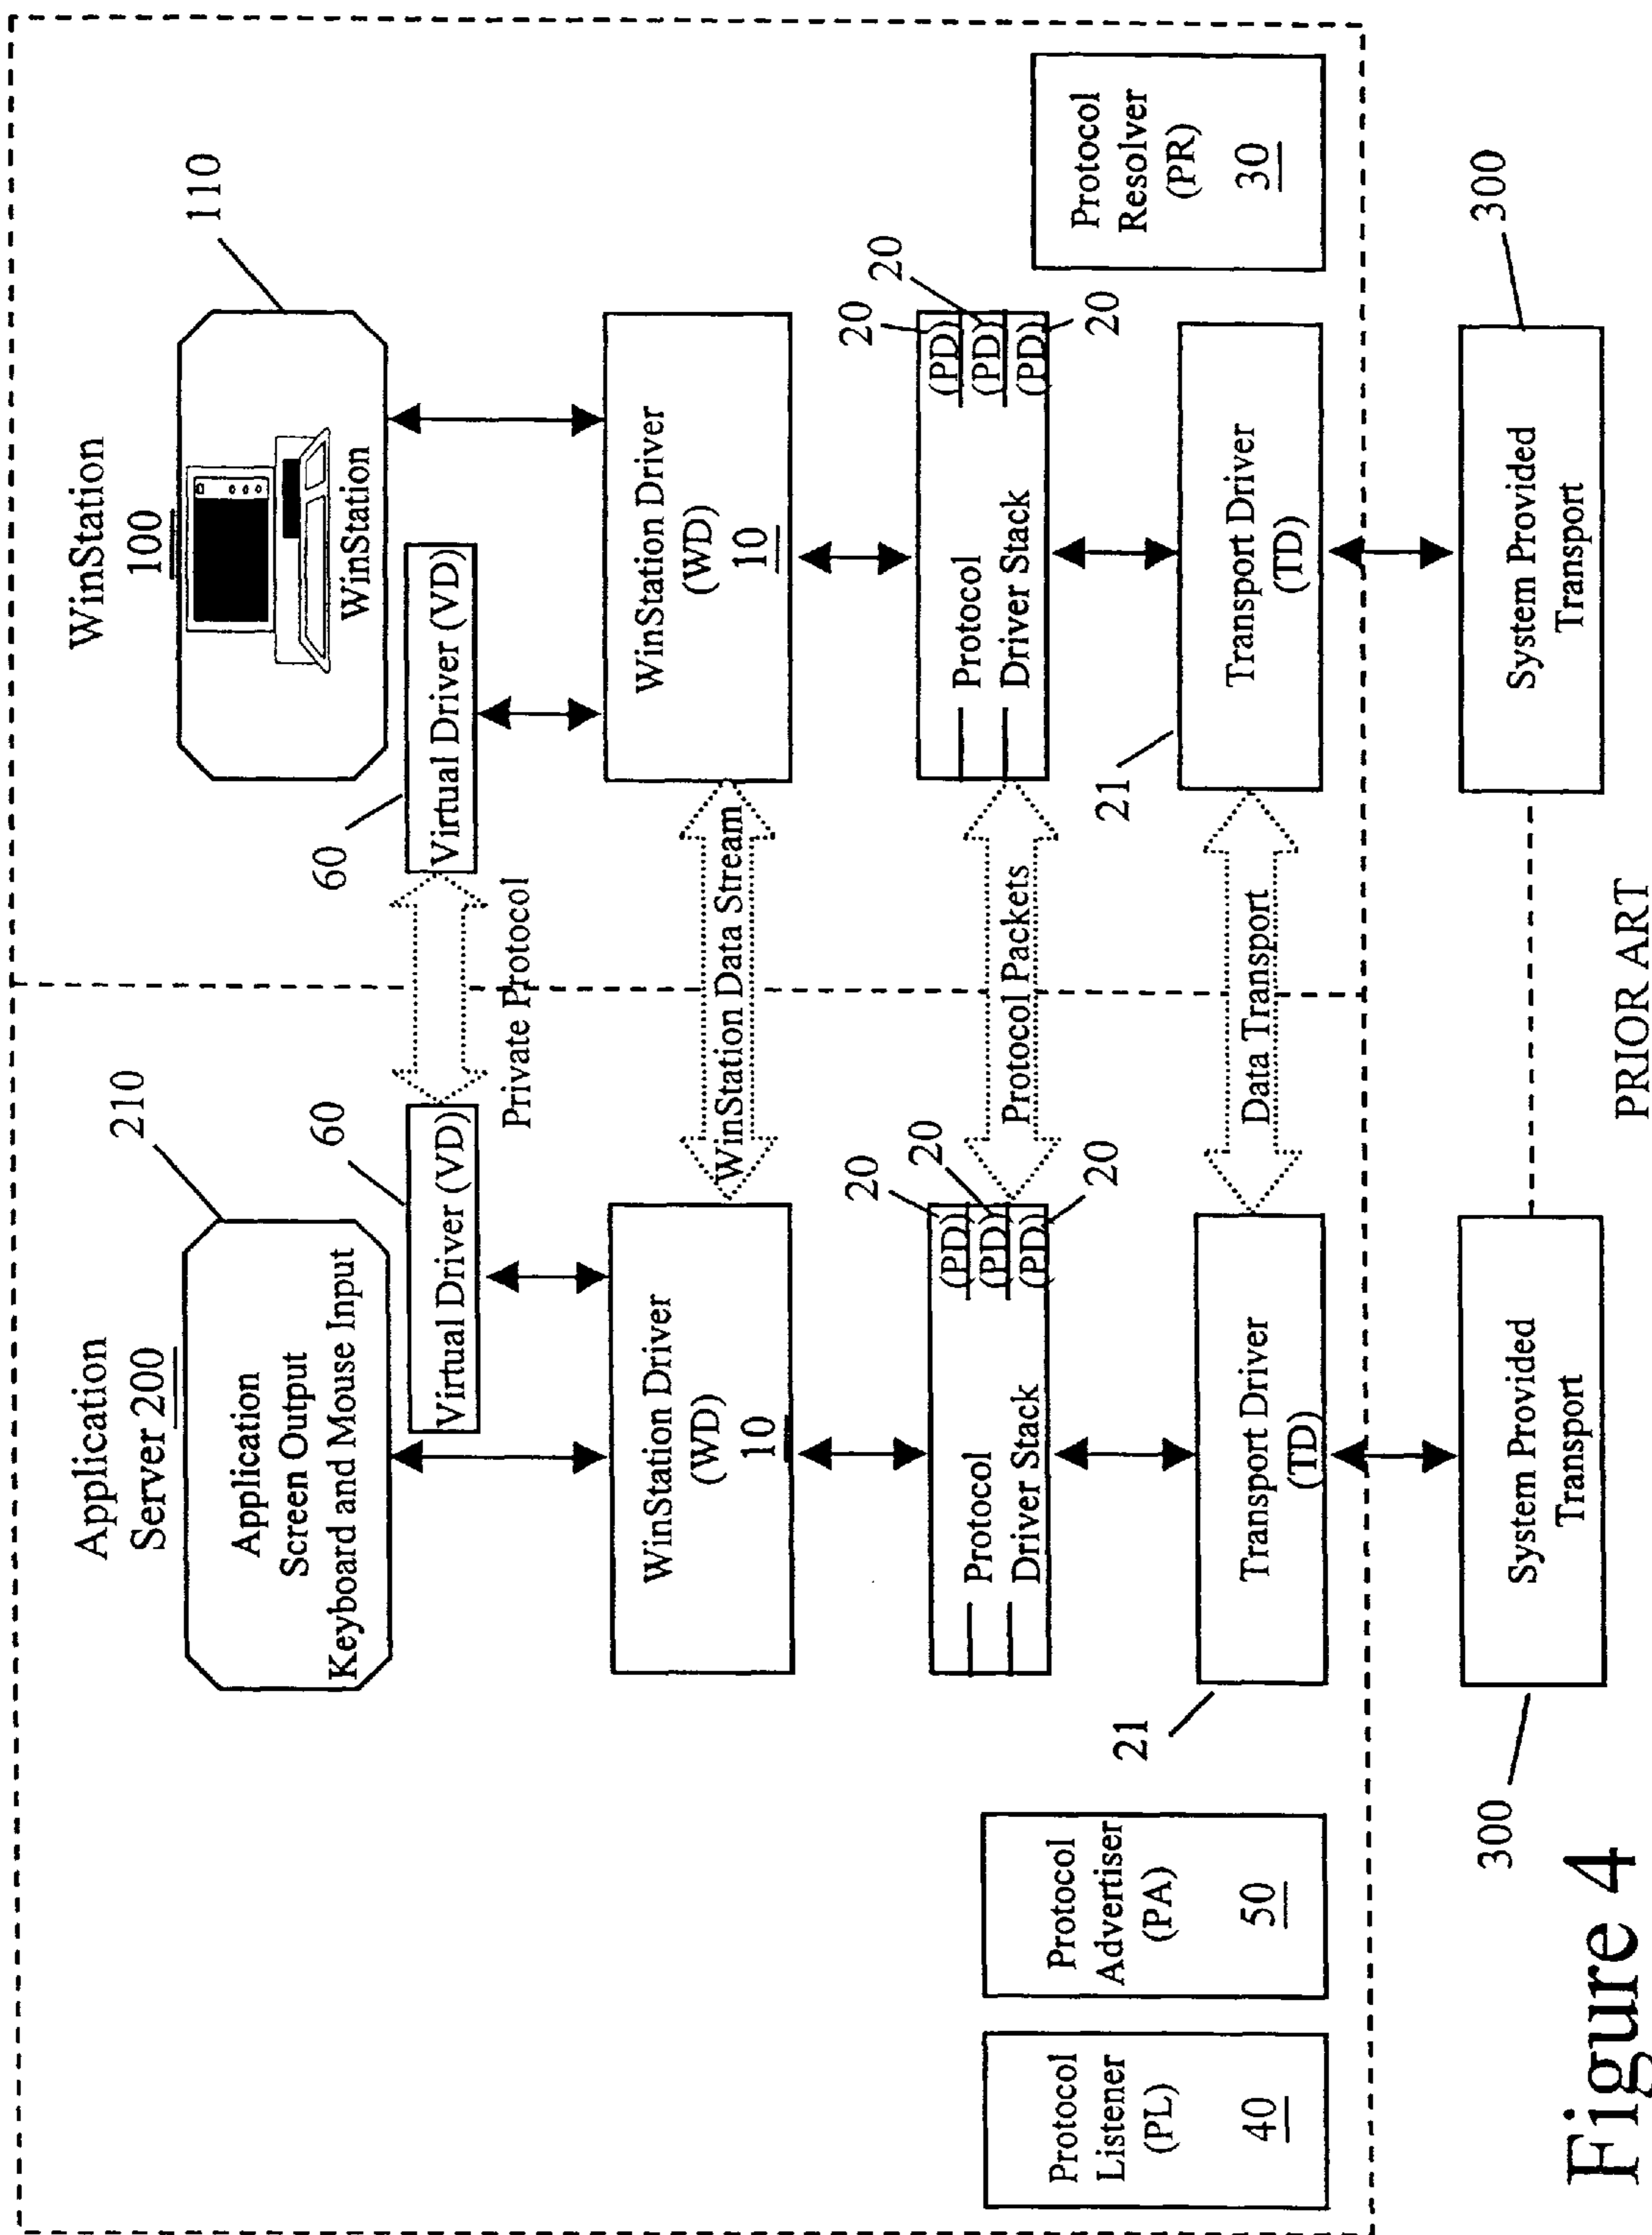 Application
Server 200
210
Application
Screen Output
Keyboard and Mouse Input
60
Virtual Driver (VD)
Private Protocol
WinStation Driver
(WD)
10
WinStation Data Stream
Protocol
Driver Stack
(PD)
(PD)
(PD)
20
20
20
Protocol Packets
21
Transport Driver
(TD)
Data Transport
Protocol
Listener
(PL)
40
Protocol
Advertiser
(PA)
50
300
System Provided
Transport
WinStation
100
110
WinStation
60
Virtual Driver (VD)
WinStation Driver
(WD)
10
Protocol
Driver Stack
(PD)
(PD)
(PD)
20
20
20
21
Transport Driver
(TD)
Protocol
Resolver
(PR)
30
System Provided
Transport
300
Figure 4
PRIOR ART